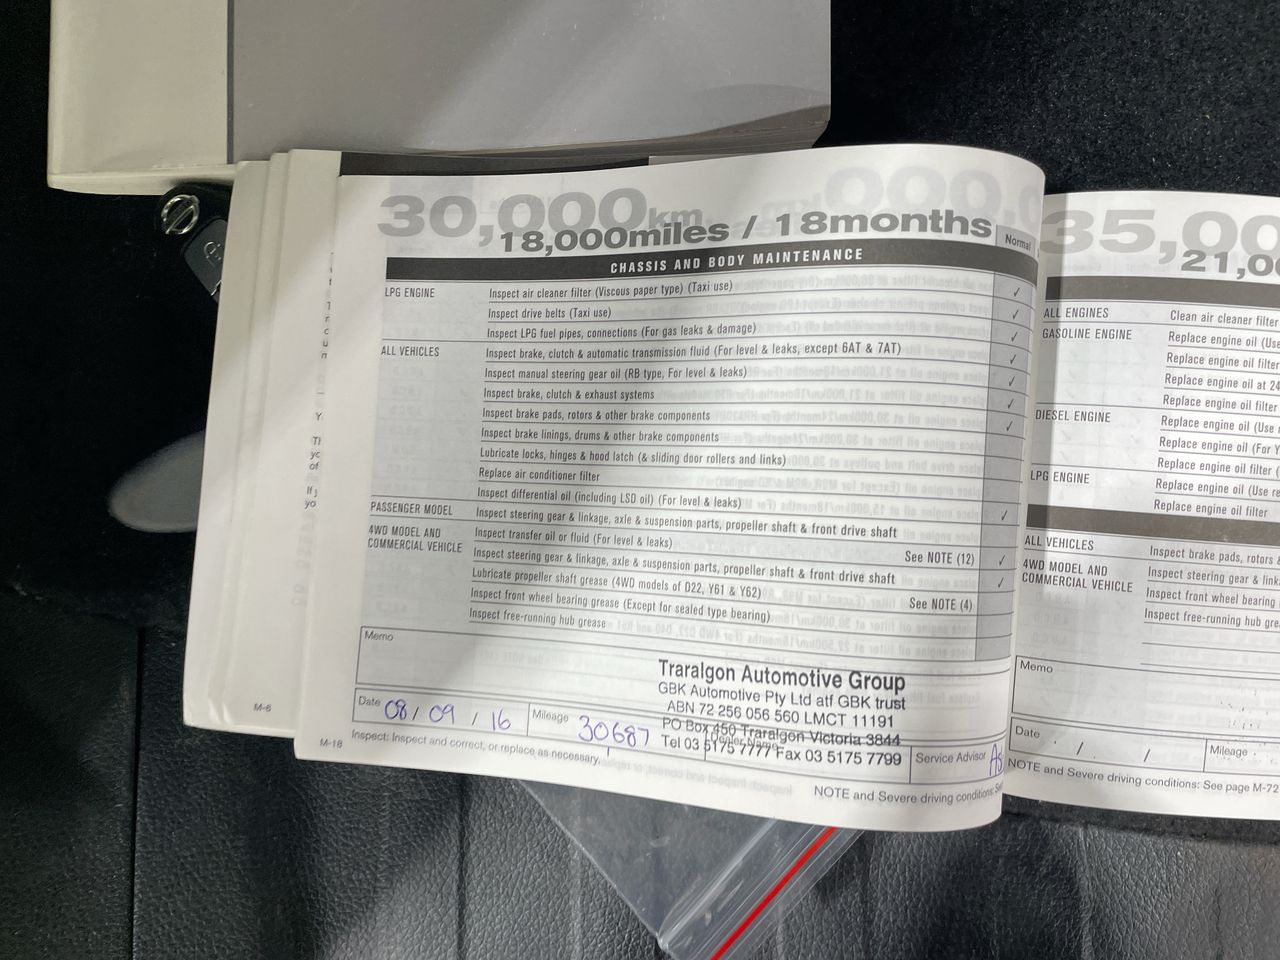 30,000km
18,000miles / 18months
Normal
CHASSIS AND BODY MAINTENANCE
LPG ENGINE
Inspect air cleaner filter (Viscous paper type) (Taxi use)
✓
Inspect drive belts (Taxi use)
✓
Inspect LPG fuel pipes, connections (For gas leaks & damage)
✓
ALL VEHICLES
Inspect brake, clutch & automatic transmission fluid (For level & leaks, except 6AT & 7AT)
✓
Inspect manual steering gear oil (RB type, For level & leaks)
✓
Inspect brake, clutch & exhaust systems
✓
Inspect brake pads, rotors & other brake components
✓
Inspect brake linings, drums & other brake components
Lubricate locks, hinges & hood latch (& sliding door rollers and links)
Replace air conditioner filter
Inspect differential oil (including LSD oil) (For level & leaks)
PASSENGER MODEL
Inspect steering gear & linkage, axle & suspension parts, propeller shaft & front drive shaft
✓
4WD MODEL AND
COMMERCIAL VEHICLE
Inspect transfer oil or fluid (For level & leaks)
See NOTE (12)
✓
Inspect steering gear & linkage, axle & suspension parts, propeller shaft & front drive shaft
✓
Lubricate propeller shaft grease (4WD models of D22, Y61 & Y62)
See NOTE (4)
Inspect front wheel bearing grease (Except for sealed type bearing)
Inspect free-running hub grease
Memo
Traralgon Automotive Group
GBK Automotive Pty Ltd atf GBK trust
ABN 72 256 056 560 LMCT 11191
PO Box 450 Traralgon Victoria 3844
Tel 03 5175 7777 Fax 03 5175 7799
Date 08 / 09 / 16
Mileage 30687
Dealer Name
Service Advisor As
M-18
Inspect: Inspect and correct, or replace as necessary.
NOTE and Severe driving conditions: Se
M-6
35,00
21,00
ALL ENGINES
Clean air cleaner filter
GASOLINE ENGINE
Replace engine oil (Use
Replace engine oil filter
Replace engine oil at 24
Replace engine oil filter
DIESEL ENGINE
Replace engine oil (Use
Replace engine oil (For Y
Replace engine oil filter (
LPG ENGINE
Replace engine oil (Use re
Replace engine oil filter
ALL VEHICLES
Inspect brake pads, rotors &
4WD MODEL AND
COMMERCIAL VEHICLE
Inspect steering gear & link
Inspect front wheel bearing
Inspect free-running hub gre
Memo
Date / /
Mileage
NOTE and Severe driving conditions: See page M-72